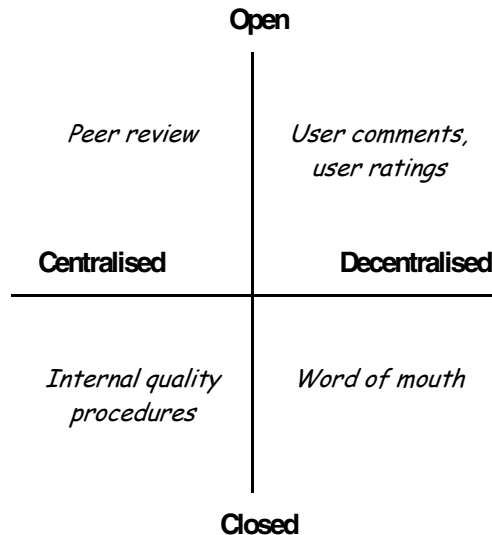 Open
Peer review
User comments,
user ratings
Centralised
Decentralised
Internal quality
procedures
Word of mouth
Closed